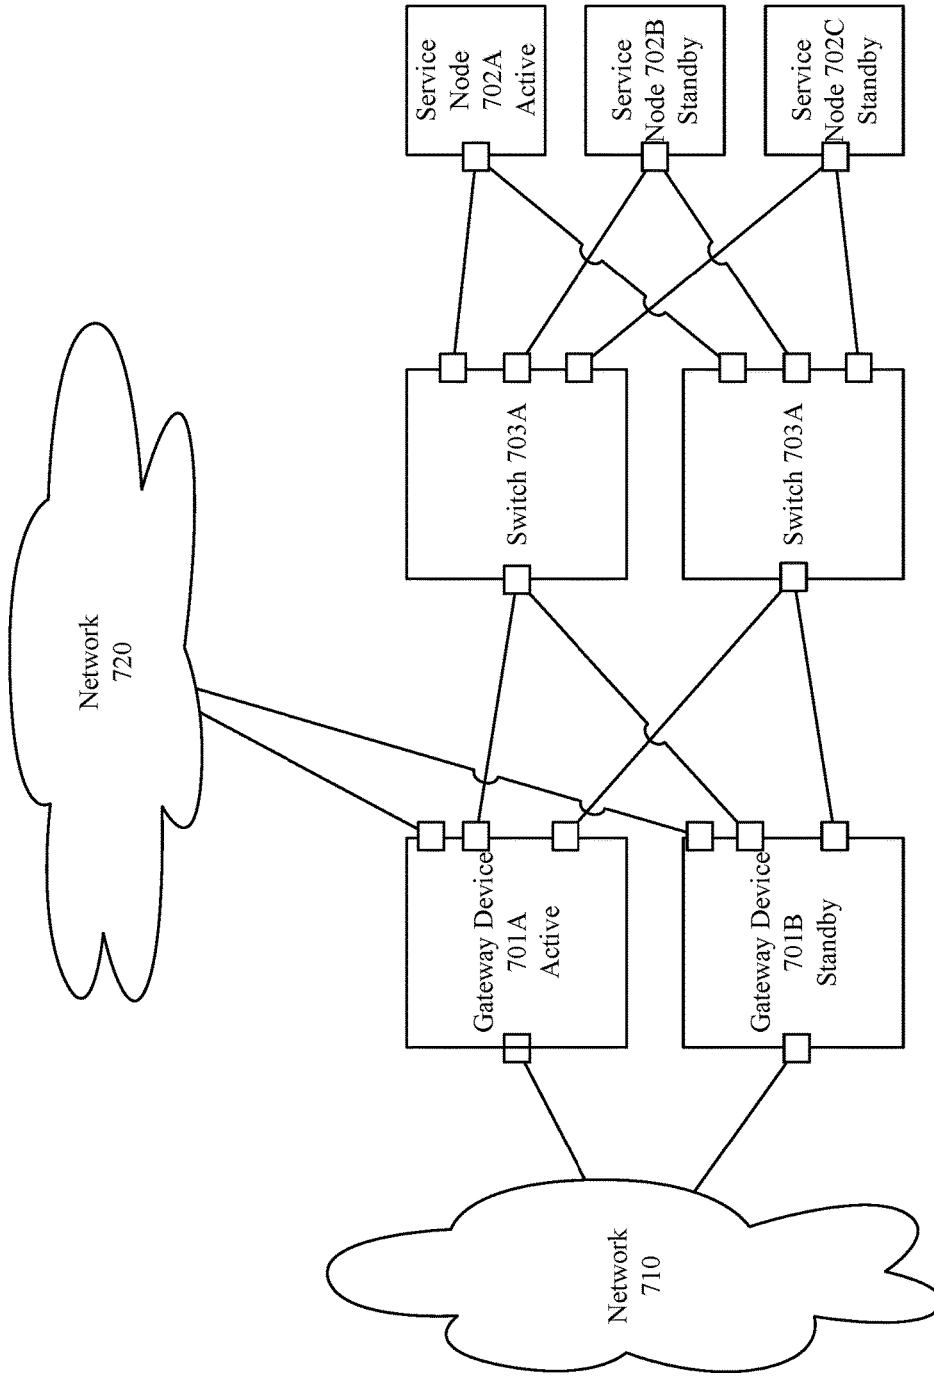 Network
720
Network
710
Gateway Device
701A
Active
Gateway Device
701B
Standby
Switch 703A
Switch 703A
Service
Node
702A
Active
Service
Node 702B
Standby
Service
Node 702C
Standby